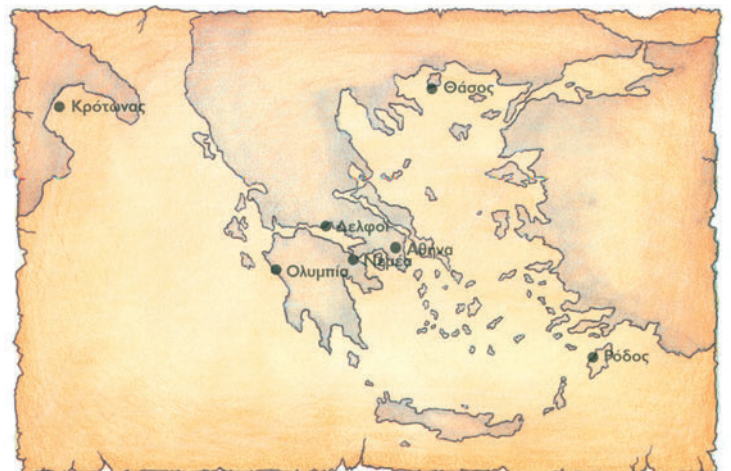 Θάσος
Κρότωνας
Δελφοί
Αθήνα
Νεμέα
Ολυμπία
Ρόδος